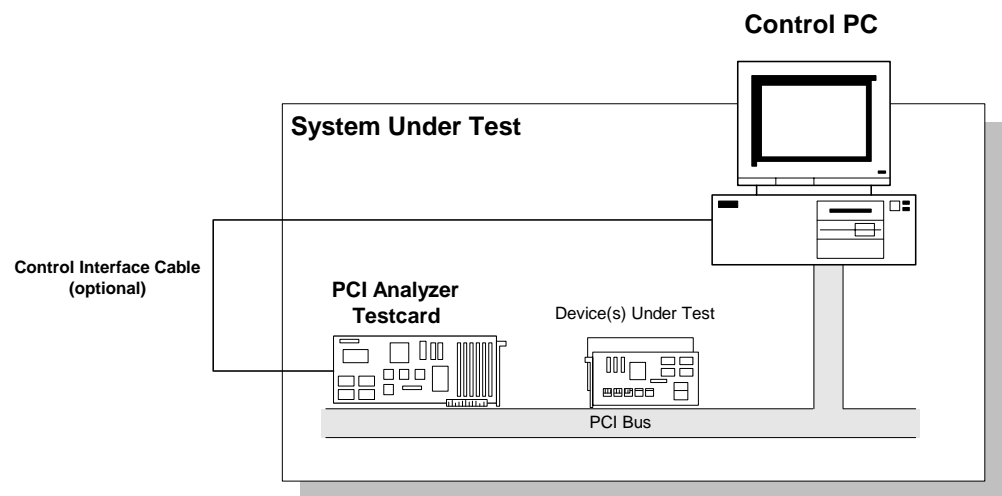 Control PC
System Under Test
Control Interface Cable
(optional)
PCI Analyzer
Testcard
Device(s) Under Test
PCI Bus